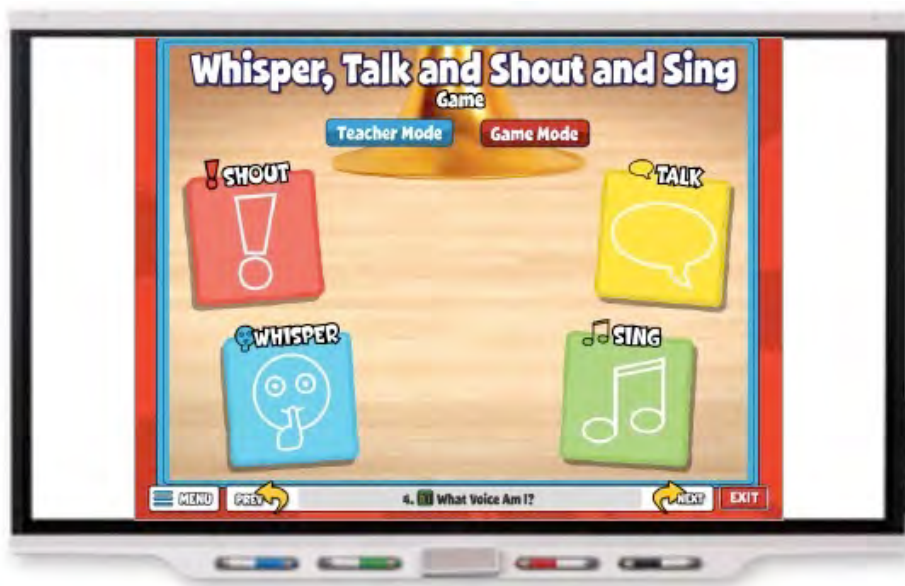 Whisper, Talk and Shout and Sing
Game
Teacher Mode
Game Mode
SHOUT
TALK
WHISPER
SING
MENU
PREV
4. What Voice Am I?
NEXT
EXIT